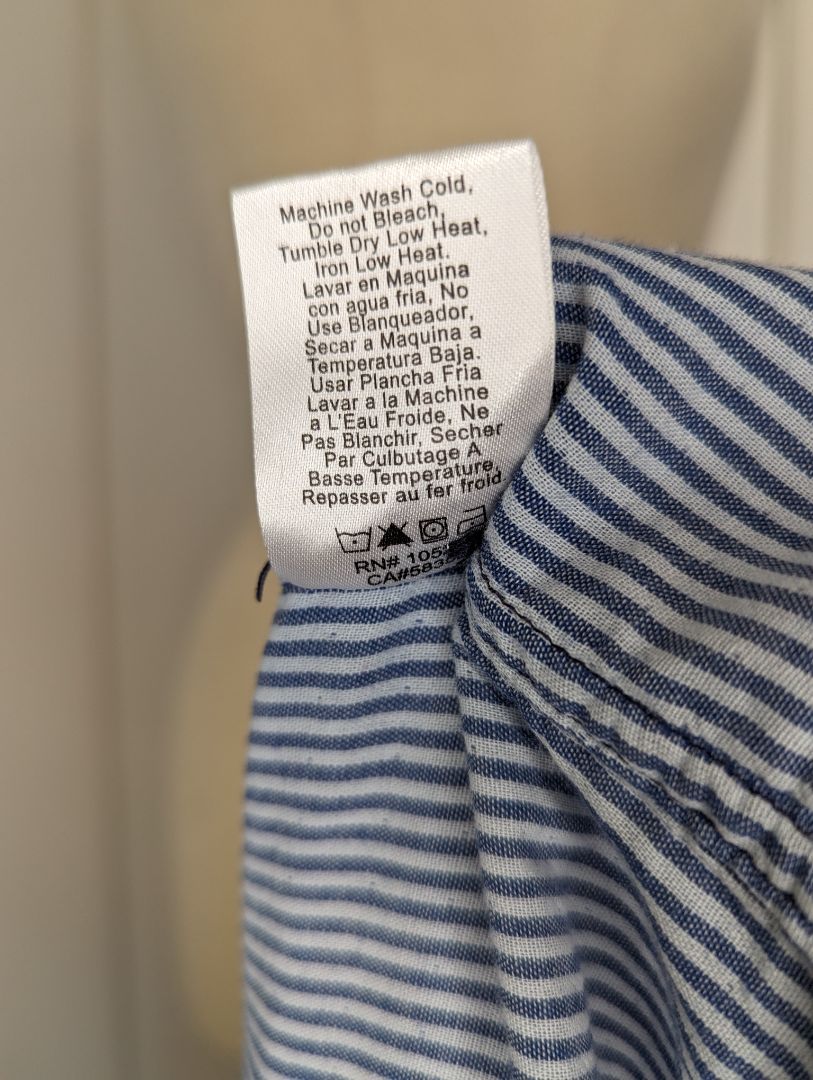 Machine Wash Cold,
Do not Bleach,
Tumble Dry Low Heat,
Iron Low Heat.
Lavar en Maquina
con agua fria, No
Use Blanqueador,
Secar a Maquina a
Temperatura Baja.
Usar Plancha Fria
Lavar a la Machine
a L'Eau Froide, Ne
Pas Blanchir, Secher
Par Culbutage A
Basse Temperature,
Repasser au fer froid
RN#